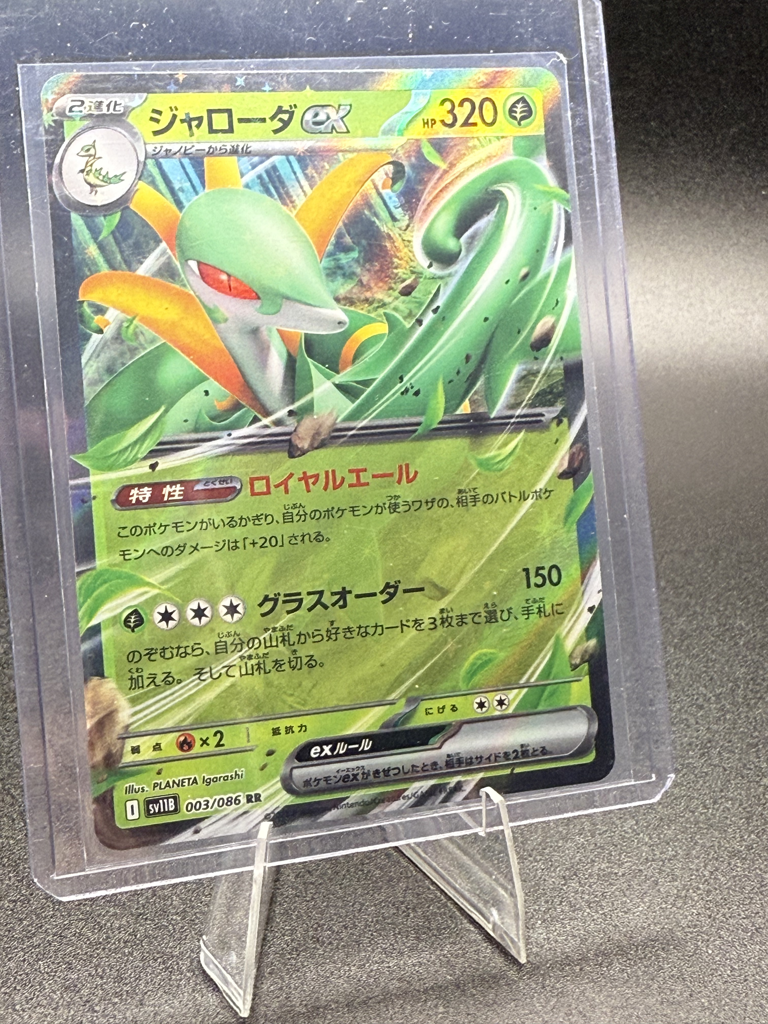 2進化 ジャローダex HP320
ジャノビーから進化
特性 とくせい ロイヤルエール
このポケモンがいるかぎり、自分のポケモンが使うワザの、相手のバトルポケ
モンへのダメージは「+20」される。
グラスオーダー 150
のぞむなら、自分の山札から好きなカードを3枚まで選び、手札に
加える。そして山札を切る。
弱点 ×2 抵抗力 にげる
exルール
ポケモンexがきぜつしたとき、相手はサイドを2枚とる。
Illus. PLANETA Igarashi
I sv11B 003/086 RR